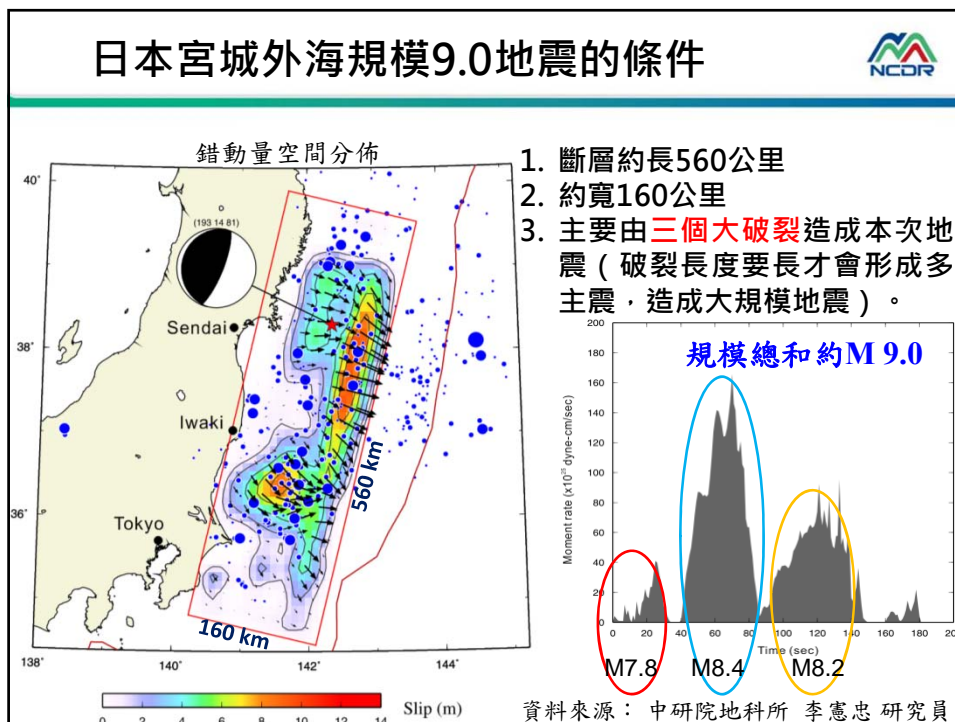 日本宮城外海規模9.0地震的條件
NCDR
錯動量空間分佈
40˚
38˚
36˚
138˚
140˚
142˚
144˚
(193 14 81)
Sendai
Iwaki
Tokyo
560 km
160 km
0 2 4 6 8 10 12 14
Slip (m)
1. 斷層約長560公里
2. 約寬160公里
3. 主要由三個大破裂造成本次地
震（破裂長度要長才會形成多
主震，造成大規模地震）。
規模總和約M 9.0
200
180
160
140
120
100
80
60
40
20
0
Moment rate (x10²⁵ dyne-cm/sec)
0 20 40 60 80 100 120 140 160 180 200
Time (sec)
M7.8
M8.4
M8.2
資料來源： 中研院地科所 李憲忠 研究員